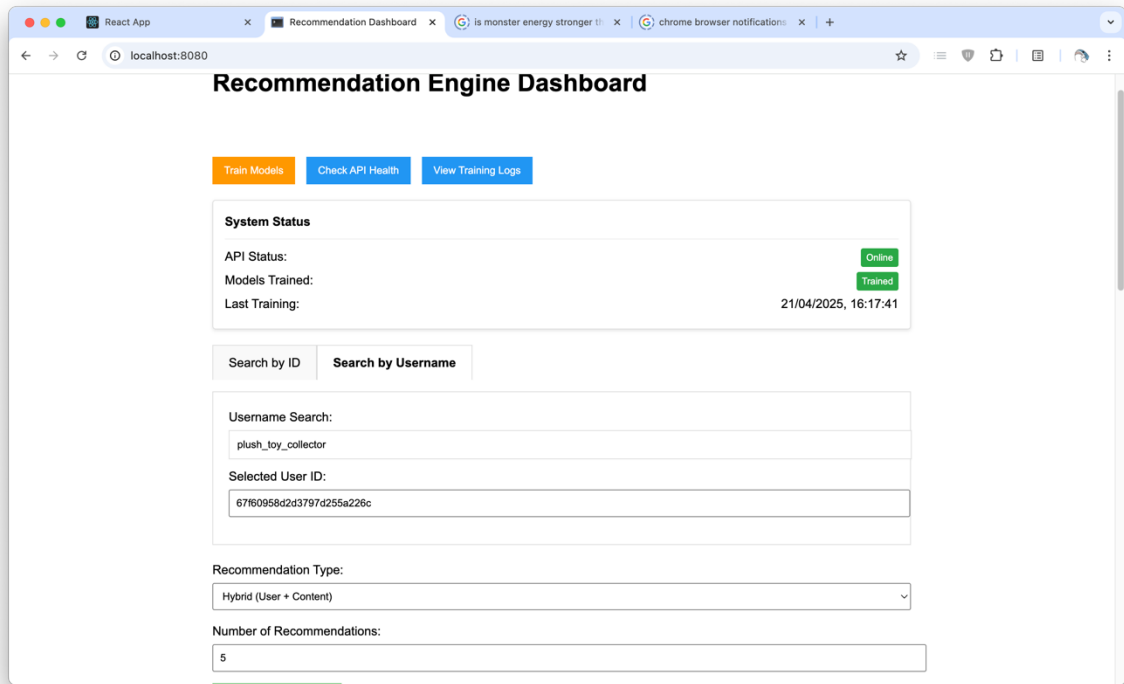 React App
Recommendation Dashboard
is monster energy stronger th
chrome browser notifications
localhost:8080
Recommendation Engine Dashboard
Train Models
Check API Health
View Training Logs
System Status
API Status:
Online
Models Trained:
Trained
Last Training:
21/04/2025, 16:17:41
Search by ID
Search by Username
Username Search:
plush_toy_collector
Selected User ID:
67f60958d2d3797d255a226c
Recommendation Type:
Hybrid (User + Content)
Number of Recommendations:
5